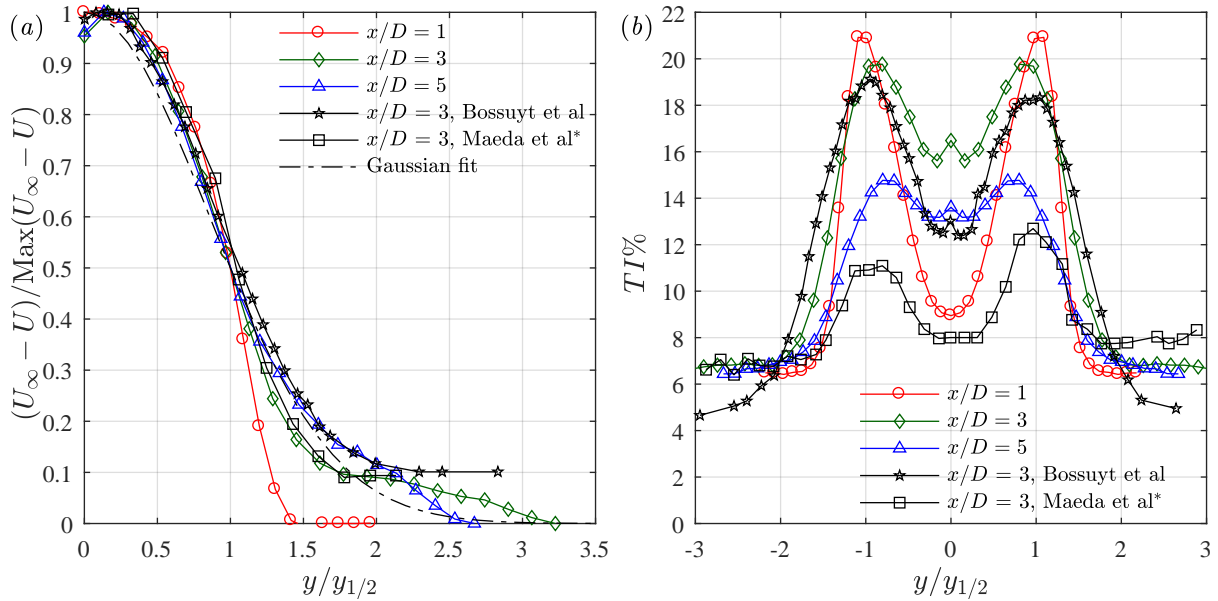 (a)
(U∞ − U)/Max(U∞ − U)
1
0.9
0.8
0.7
0.6
0.5
0.4
0.3
0.2
0.1
0
x/D = 1
x/D = 3
x/D = 5
x/D = 3, Bossuyt et al
x/D = 3, Maeda et al*
Gaussian fit
0 0.5 1 1.5 2 2.5 3 3.5
y/y1/2
(b)
TI%
22
20
18
16
14
12
10
8
6
4
2
0
x/D = 1
x/D = 3
x/D = 5
x/D = 3, Bossuyt et al
x/D = 3, Maeda et al*
-3 -2 -1 0 1 2 3
y/y1/2